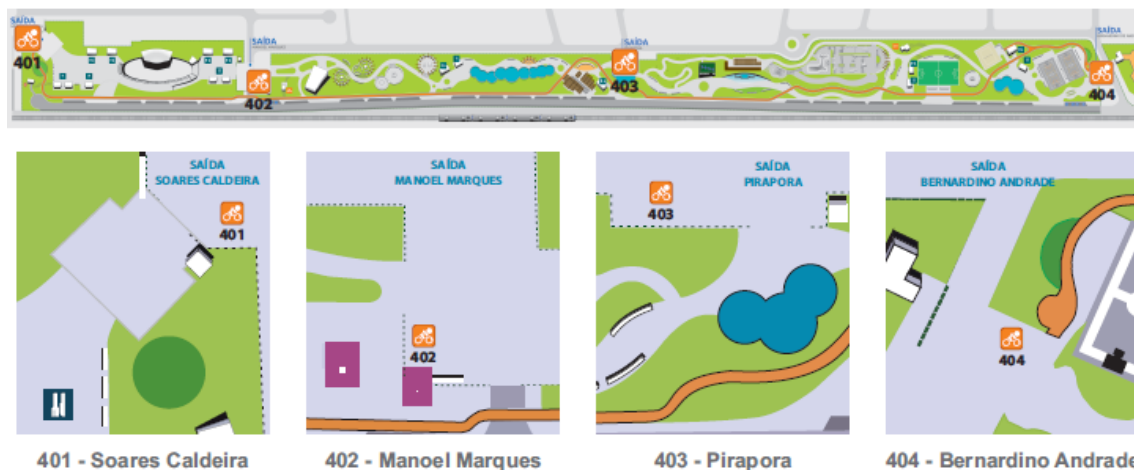 SAÍDA
401
SAÍDA
402
SAÍDA
403
SAÍDA
404
SAÍDA
SOARES CALDEIRA
401
SAÍDA
MANOEL MARQUES
402
SAÍDA
PIRAPORA
403
SAÍDA
BERNARDINO ANDRADE
404
401 - Soares Caldeira
402 - Manoel Marques
403 - Pirapora
404 - Bernardino Andrade